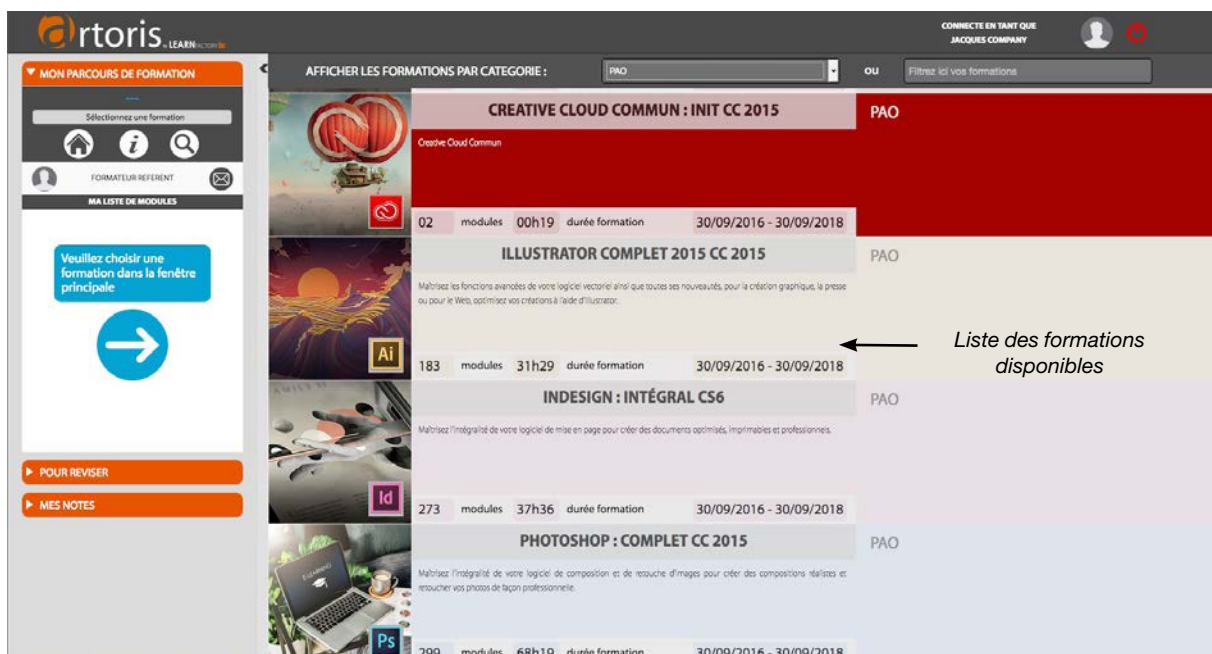 artoris
by LEARN FACTORY
CONNECTE EN TANT QUE
JACQUES COMPANY
MON PARCOURS DE FORMATION
---
Sélectionnez une formation
FORMATEUR REFERENT
MA LISTE DE MODULES
Veuillez choisir une
formation dans la fenêtre
principale
POUR REVISER
MES NOTES
AFFICHER LES FORMATIONS PAR CATEGORIE :
PAO
OU
Filtrez ici vos formations
CREATIVE CLOUD COMMUN : INIT CC 2015
PAO
Creative Cloud Commun
02 modules 00h19 durée formation 30/09/2016 - 30/09/2018
ILLUSTRATOR COMPLET 2015 CC 2015
PAO
Maîtrisez les fonctions avancées de votre logiciel vectoriel ainsi que toutes ses nouveautés, pour la création graphique, la presse
ou pour le Web, optimisez vos créations à l'aide d'Illustrator.
Ai
183 modules 31h29 durée formation 30/09/2016 - 30/09/2018
Liste des formations
disponibles
INDESIGN : INTÉGRAL CS6
PAO
Maîtrisez l'intégralité de votre logiciel de mise en page pour créer des documents optimisés, imprimables et professionnels.
Id
273 modules 37h36 durée formation 30/09/2016 - 30/09/2018
PHOTOSHOP : COMPLET CC 2015
PAO
Maîtrisez l'intégralité de votre logiciel de composition et de retouche d'images pour créer des compositions réalistes et
retoucher vos photos de façon professionnelle.
E-LEARNING
Ps
299 modules 68h19 durée formation 30/09/2016 - 30/09/2018